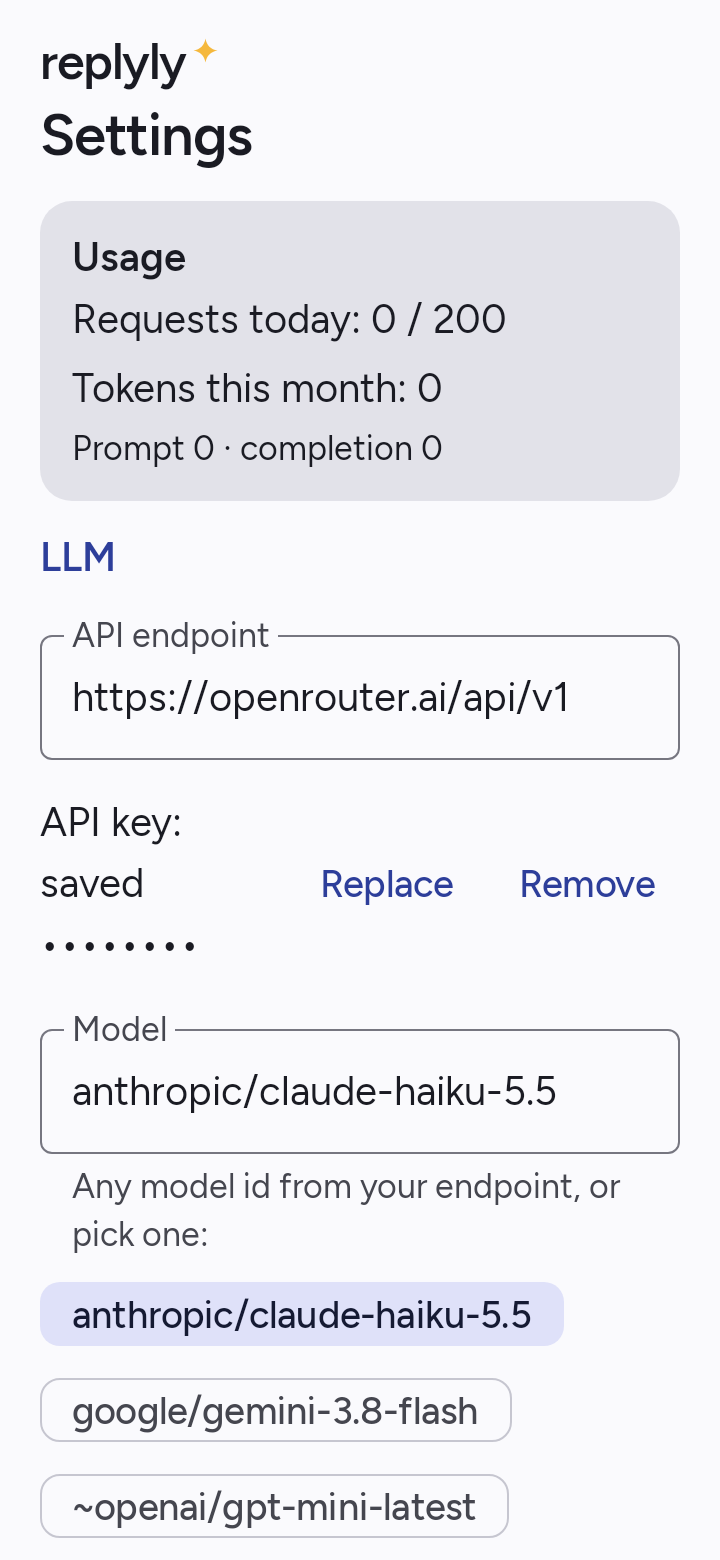 replyly
Settings
Usage
Requests today: 0 / 200
Tokens this month: 0
Prompt 0 · completion 0
LLM
API endpoint
https://openrouter.ai/api/v1
API key:
saved
Replace
Remove
••••••••
Model
anthropic/claude-haiku-5.5
Any model id from your endpoint, or
pick one:
anthropic/claude-haiku-5.5
google/gemini-3.8-flash
~openai/gpt-mini-latest